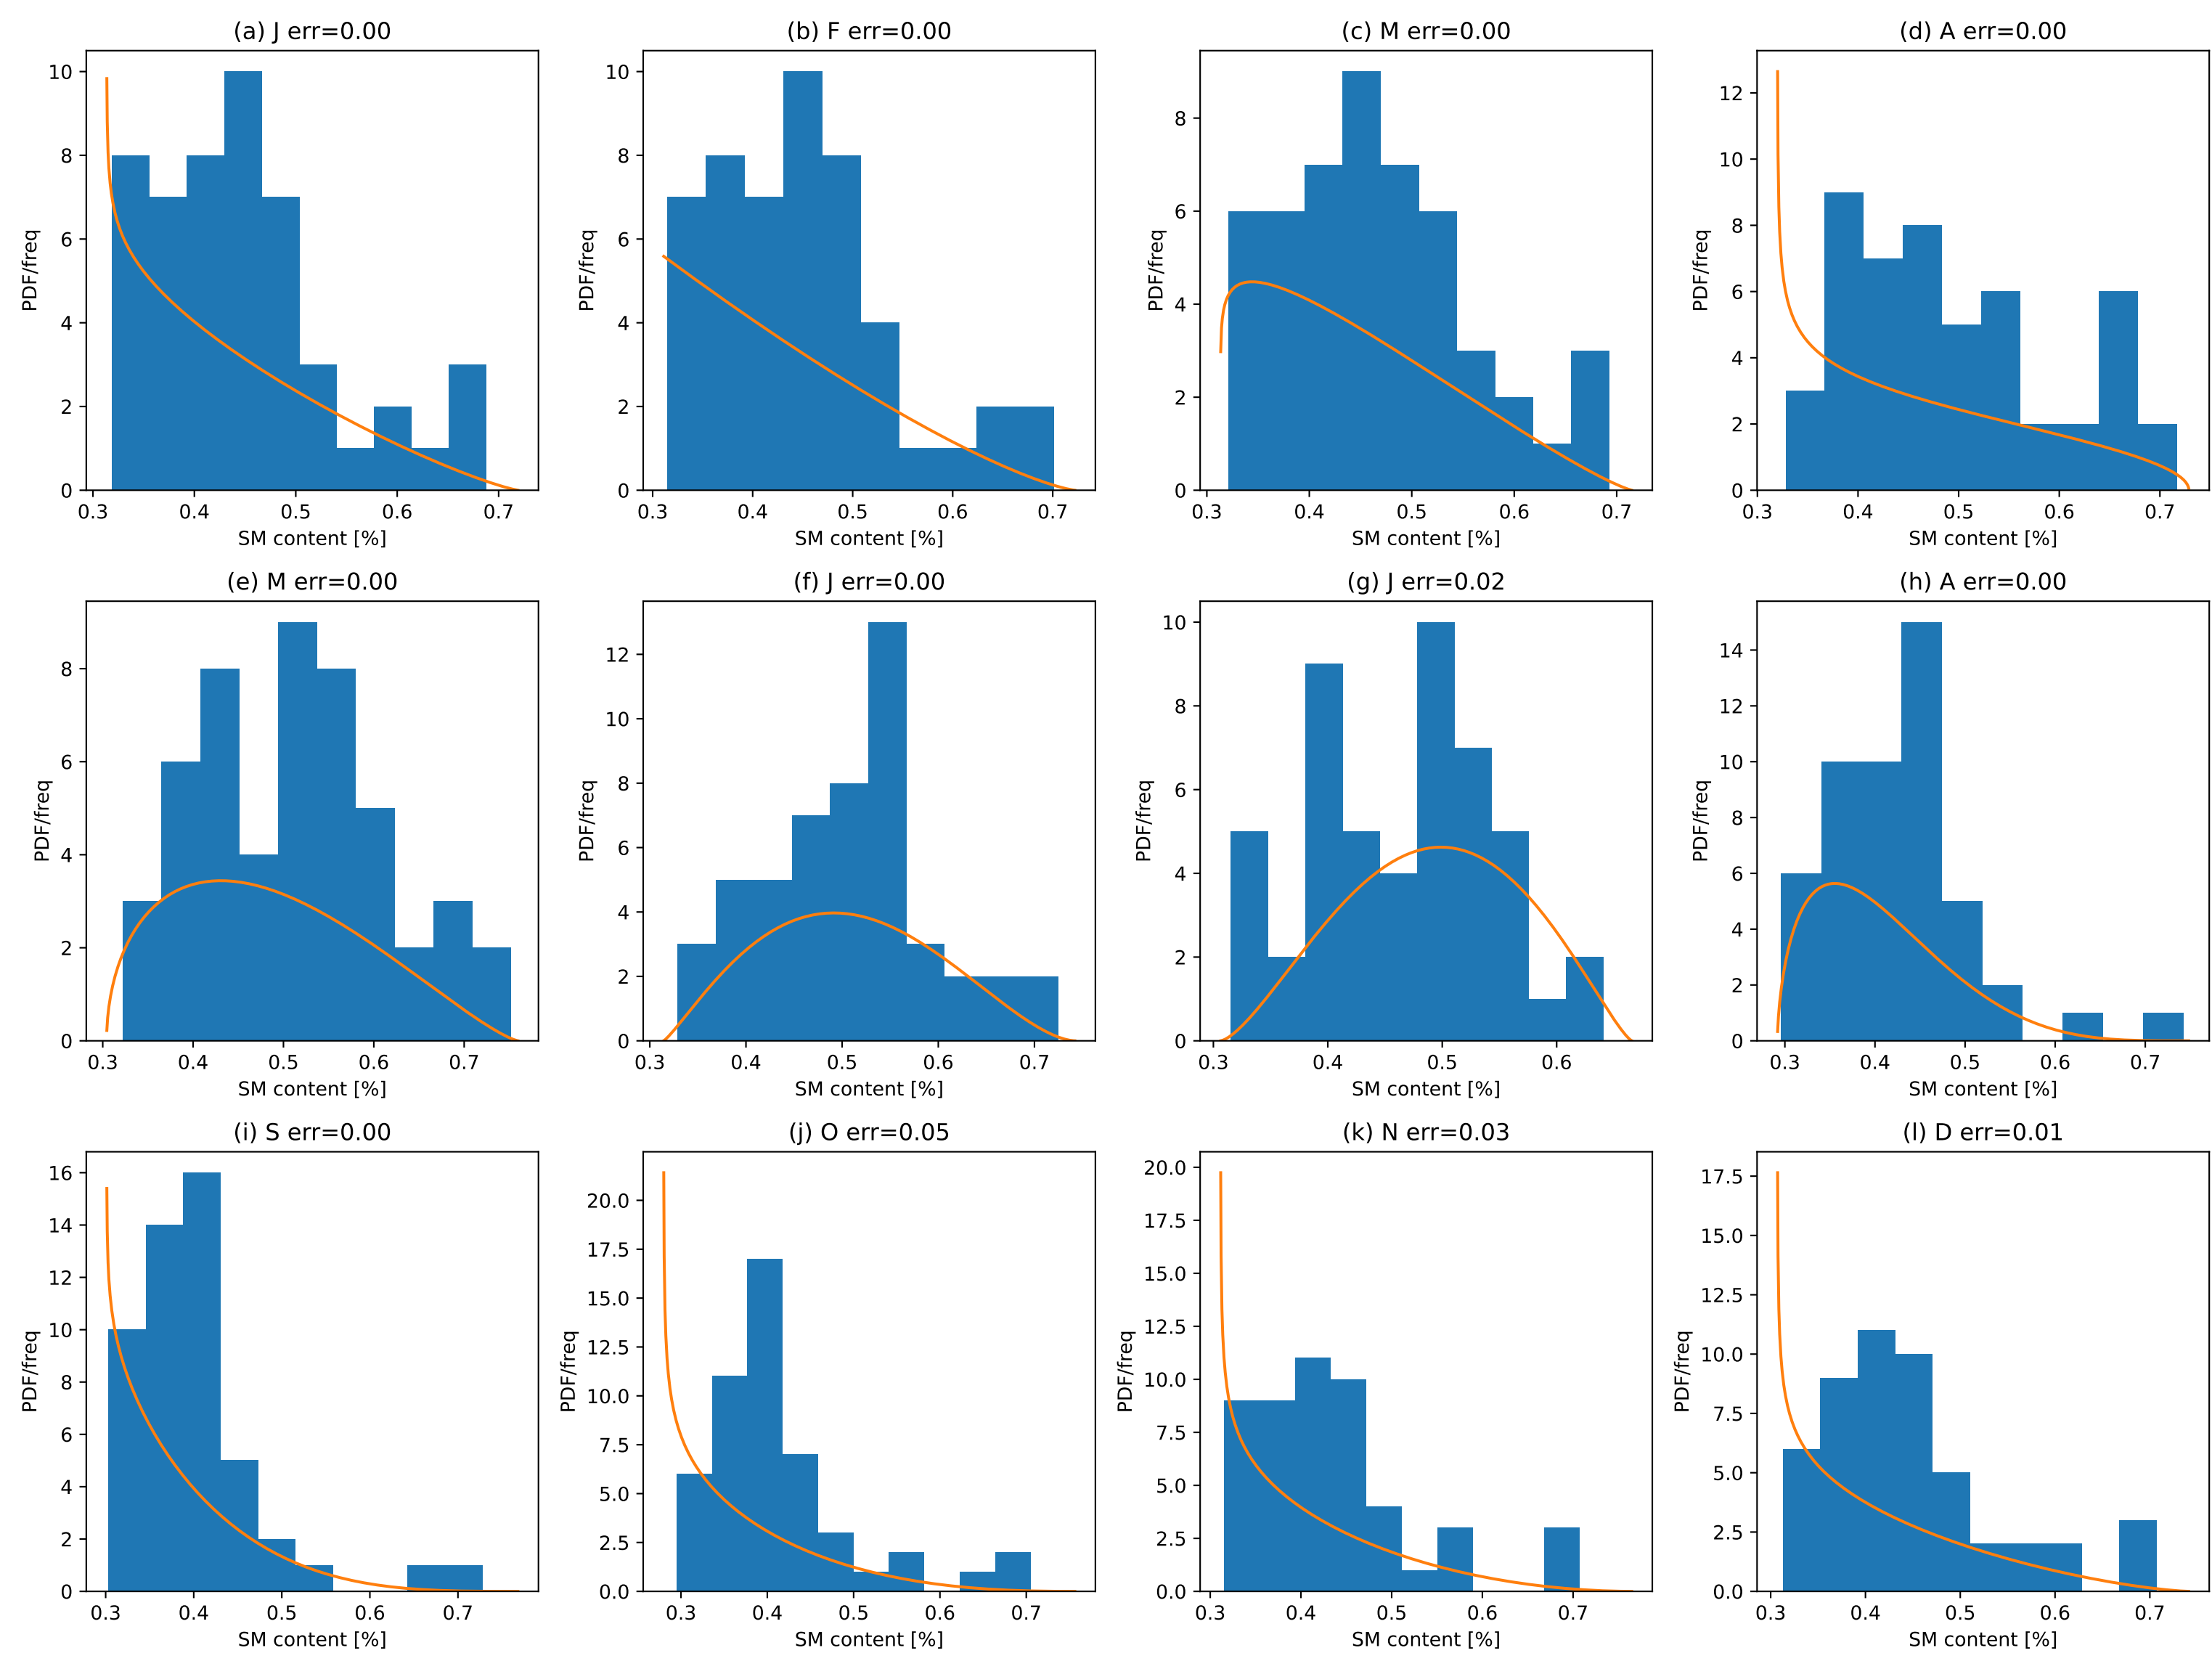 (a) J err=0.00
(b) F err=0.00
(c) M err=0.00
(d) A err=0.00
10
8
6
4
2
0
PDF/freq
0.3 0.4 0.5 0.6 0.7
SM content [%]
10
8
6
4
2
0
PDF/freq
0.3 0.4 0.5 0.6 0.7
SM content [%]
8
6
4
2
0
PDF/freq
0.3 0.4 0.5 0.6 0.7
SM content [%]
12
10
8
6
4
2
0
PDF/freq
0.3 0.4 0.5 0.6 0.7
SM content [%]
(e) M err=0.00
(f) J err=0.00
(g) J err=0.02
(h) A err=0.00
8
6
4
2
0
PDF/freq
0.3 0.4 0.5 0.6 0.7
SM content [%]
12
10
8
6
4
2
0
PDF/freq
0.3 0.4 0.5 0.6 0.7
SM content [%]
10
8
6
4
2
0
PDF/freq
0.3 0.4 0.5 0.6
SM content [%]
14
12
10
8
6
4
2
0
PDF/freq
0.3 0.4 0.5 0.6 0.7
SM content [%]
(i) S err=0.00
(j) O err=0.05
(k) N err=0.03
(l) D err=0.01
16
14
12
10
8
6
4
2
0
PDF/freq
0.3 0.4 0.5 0.6 0.7
SM content [%]
20.0
17.5
15.0
12.5
10.0
7.5
5.0
2.5
0.0
PDF/freq
0.3 0.4 0.5 0.6 0.7
SM content [%]
20.0
17.5
15.0
12.5
10.0
7.5
5.0
2.5
0.0
PDF/freq
0.3 0.4 0.5 0.6 0.7
SM content [%]
17.5
15.0
12.5
10.0
7.5
5.0
2.5
0.0
PDF/freq
0.3 0.4 0.5 0.6 0.7
SM content [%]